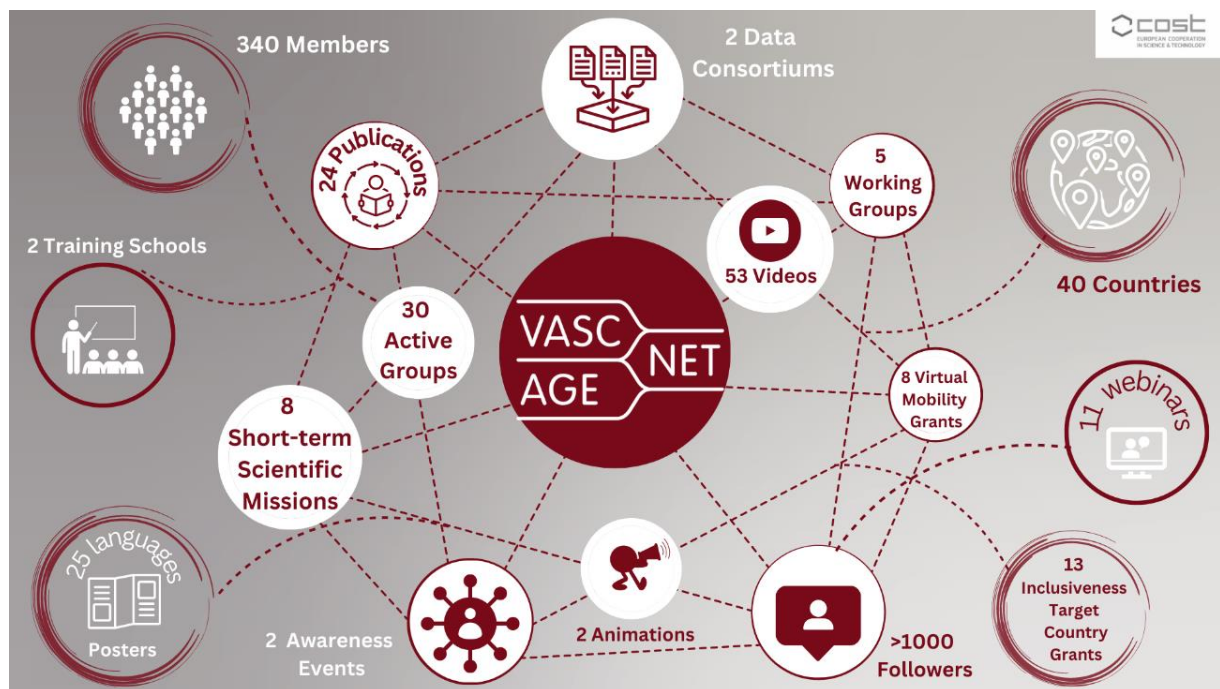 340 Members
2 Data
Consortiums
cost
EUROPEAN COOPERATION
IN SCIENCE & TECHNOLOGY
24 Publications
5
Working
Groups
2 Training Schools
53 Videos
40 Countries
30
Active
Groups
VASC
AGE
NET
8 Virtual
Mobility
Grants
11 webinars
8
Short-term
Scientific
Missions
25 languages
Posters
2 Awareness
Events
2 Animations
>1000
Followers
13
Inclusiveness
Target
Country
Grants